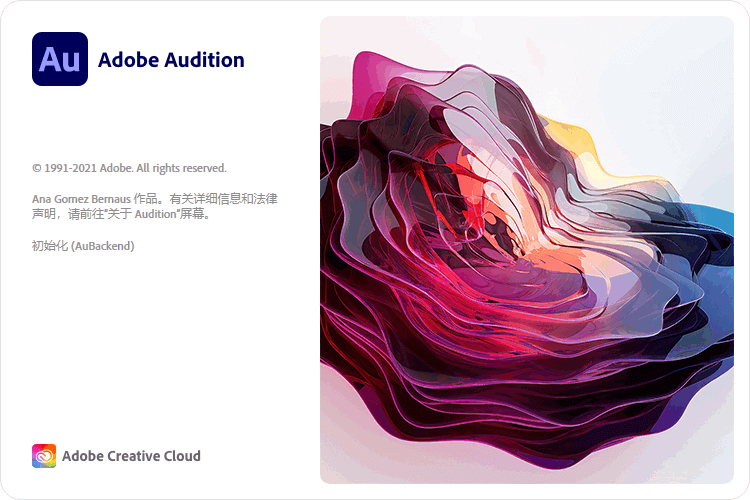 Au
Adobe Audition
© 1991-2021 Adobe. All rights reserved.
Ana Gomez Bernaus 作品。有关详细信息和法律
声明，请前往“关于 Audition”屏幕。
初始化 (AuBackend)
Adobe Creative Cloud